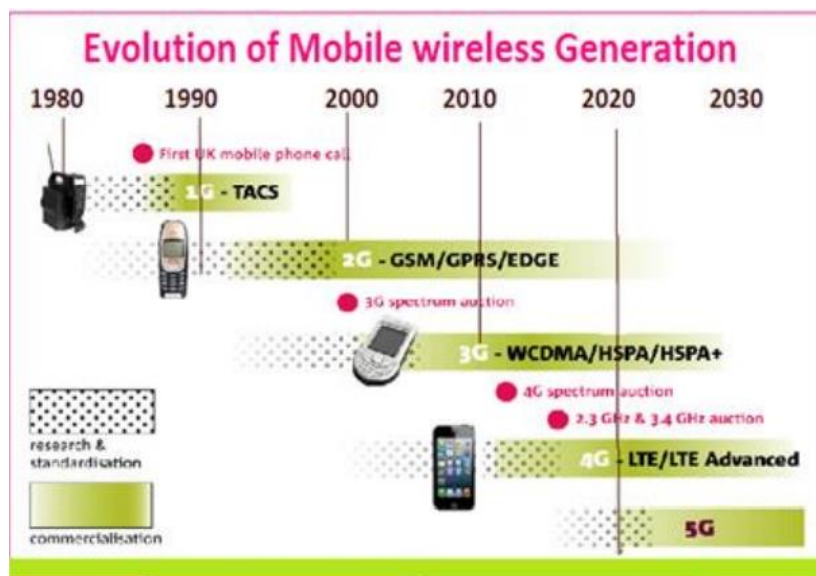 Evolution of Mobile wireless Generation
1980 1990 2000 2010 2020 2030
First UK mobile phone call
1G - TACS
2G - GSM/GPRS/EDGE
3G spectrum auction
3G - WCDMA/HSPA/HSPA+
4G spectrum auction
2.3 GHz & 3.4 GHz auction
research &
standardisation
4G - LTE/LTE Advanced
commercialisation
5G